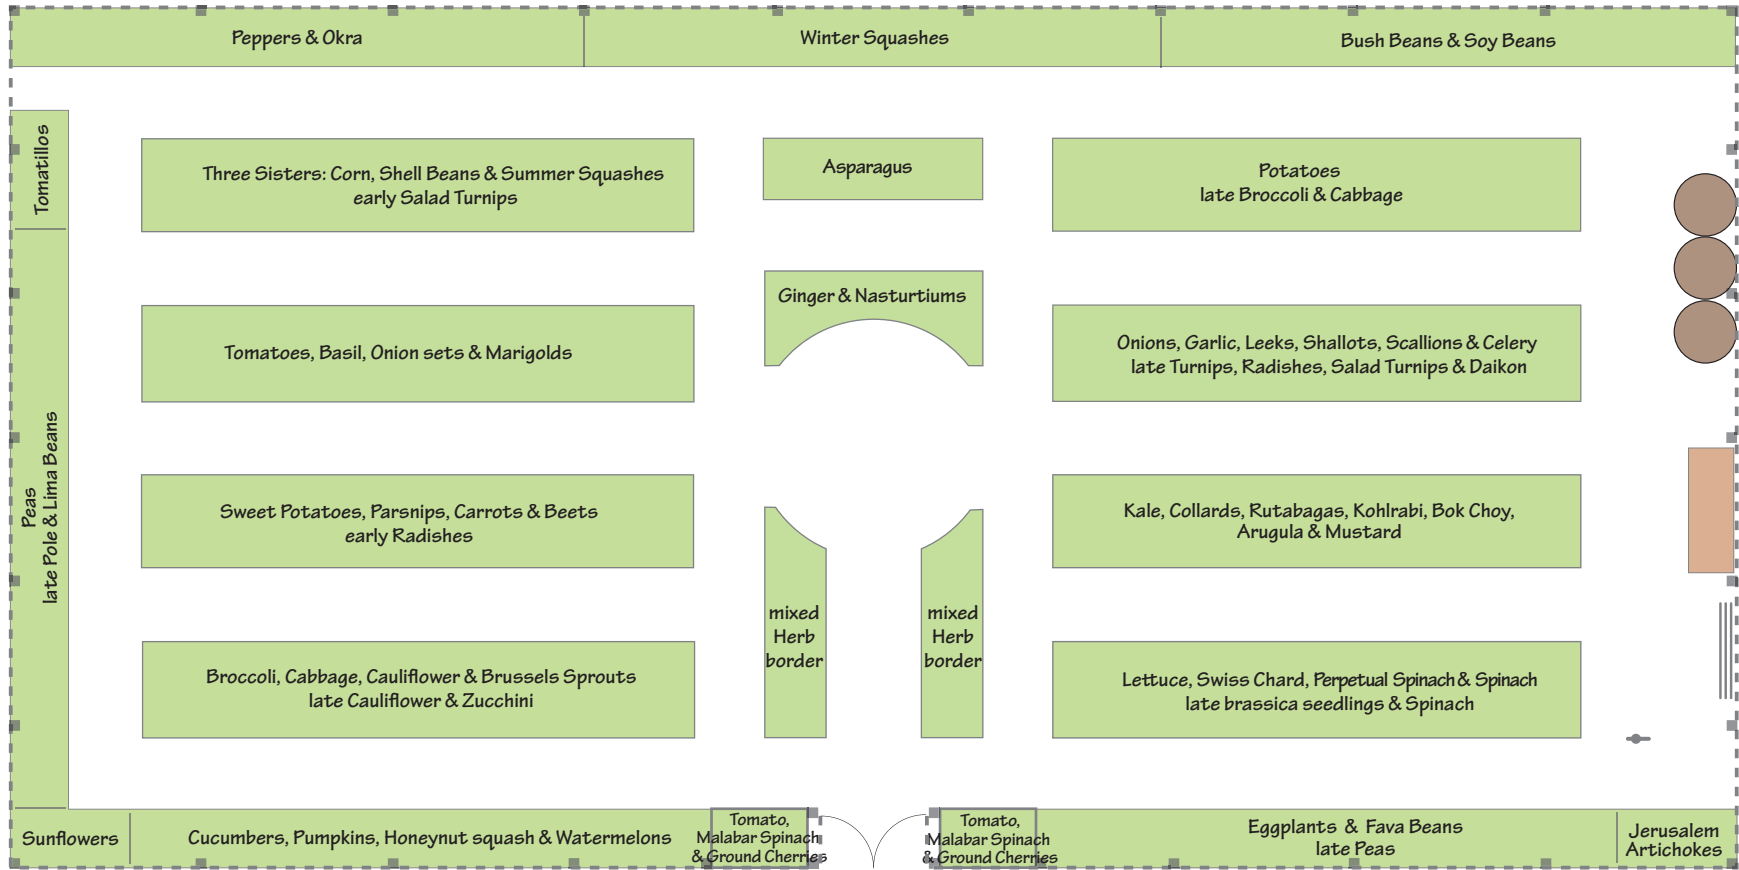 Peppers & Okra
Winter Squashes
Bush Beans & Soy Beans
Tomatillos
Three Sisters: Corn, Shell Beans & Summer Squashes
early Salad Turnips
Asparagus
Potatoes
late Broccoli & Cabbage
Ginger & Nasturtiums
Tomatoes, Basil, Onion sets & Marigolds
Onions, Garlic, Leeks, Shallots, Scallions & Celery
late Turnips, Radishes, Salad Turnips & Daikon
Peas
late Pole & Lima Beans
Sweet Potatoes, Parsnips, Carrots & Beets
early Radishes
Kale, Collards, Rutabagas, Kohlrabi, Bok Choy,
Arugula & Mustard
mixed
Herb
border
mixed
Herb
border
Broccoli, Cabbage, Cauliflower & Brussels Sprouts
late Cauliflower & Zucchini
Lettuce, Swiss Chard, Perpetual Spinach & Spinach
late brassica seedlings & Spinach
Sunflowers
Cucumbers, Pumpkins, Honeynut squash & Watermelons
Tomato,
Malabar Spinach
& Ground Cherries
Tomato,
Malabar Spinach
& Ground Cherries
Eggplants & Fava Beans
late Peas
Jerusalem
Artichokes